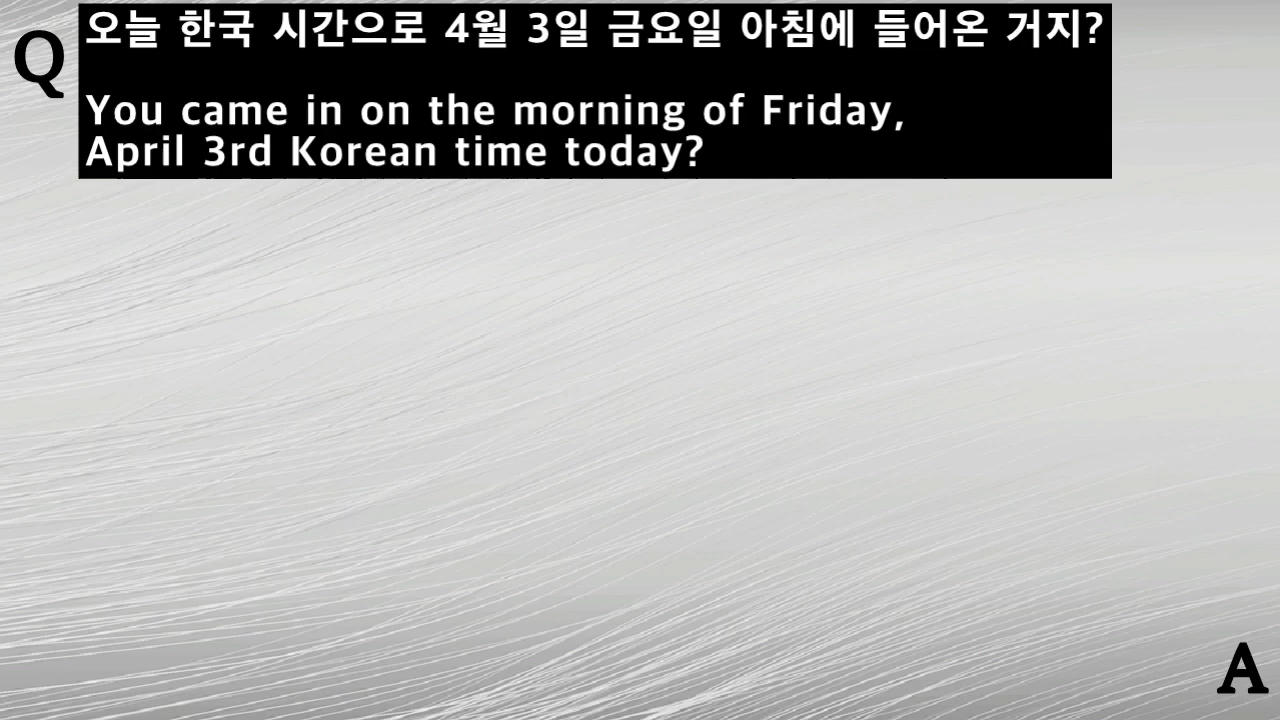 Q
오늘 한국 시간으로 4월 3일 금요일 아침에 들어온 거지?
You came in on the morning of Friday,
April 3rd Korean time today?
A